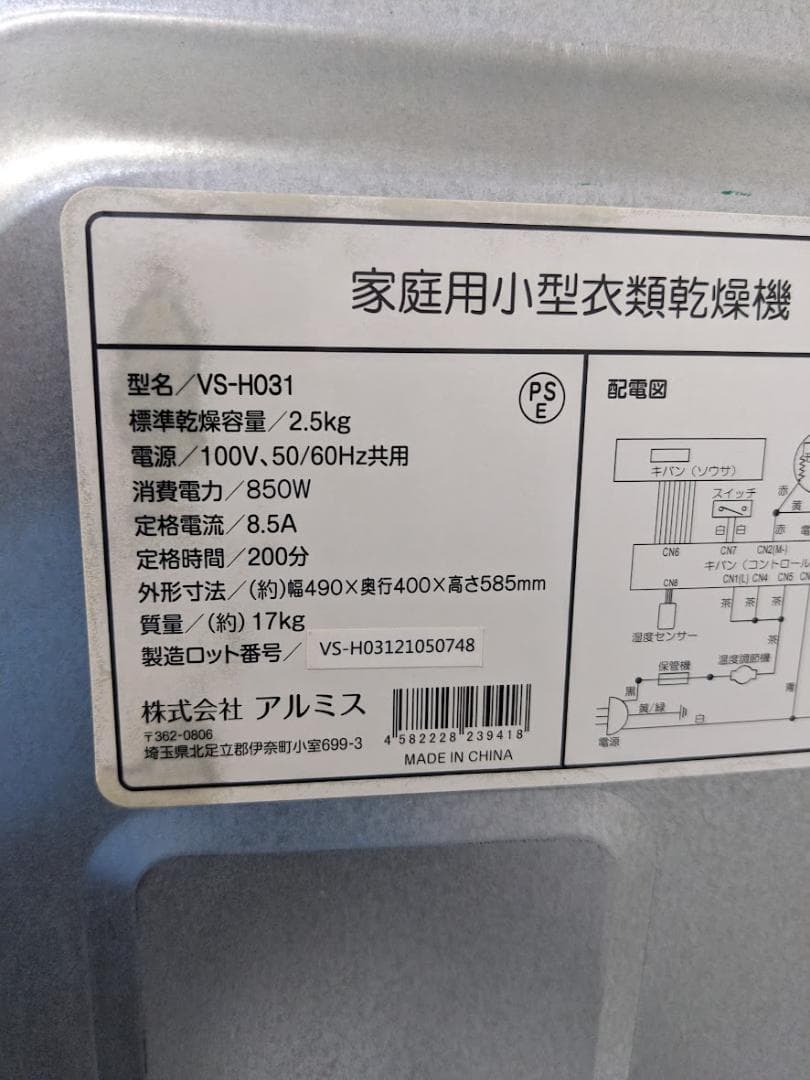 家庭用小型衣類乾燥機
型名／VS-H031
標準乾燥容量／2.5kg
電源／100V、50/60Hz共用
消費電力／850W
定格電流／8.5A
定格時間／200分
外形寸法／(約)幅490×奥行400×高さ585mm
質量／(約)17kg
製造ロット番号／ VS-H03121050748
PS
E
株式会社 アルミス
〒362-0806
埼玉県北足立郡伊奈町小室699-3
4 582228 239418
MADE IN CHINA
配電図
キバン（ソウサ）
スイッチ
赤
黄
白 白
赤
CN6
CN7
CN2(M-)
キバン（コントロール
CN8
CN1(L) CN4 CN5
茶 茶 茶
湿度センサー
茶
保管機
温度調節機
黒
黄/緑
白
青
電源